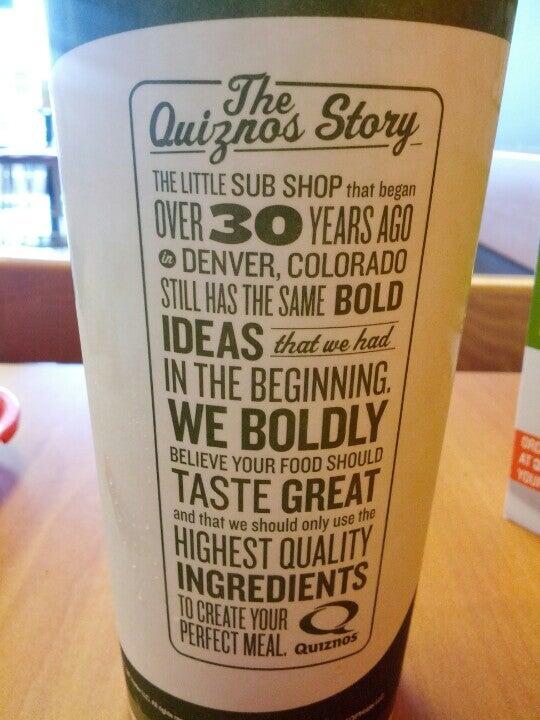 The
Quiznos Story
THE LITTLE SUB SHOP that began
OVER 30 YEARS AGO
in DENVER, COLORADO
STILL HAS THE SAME BOLD
IDEAS that we had
IN THE BEGINNING.
WE BOLDLY
BELIEVE YOUR FOOD SHOULD
TASTE GREAT
and that we should only use the
HIGHEST QUALITY
INGREDIENTS
TO CREATE YOUR
PERFECT MEAL.
Q
Quiznos